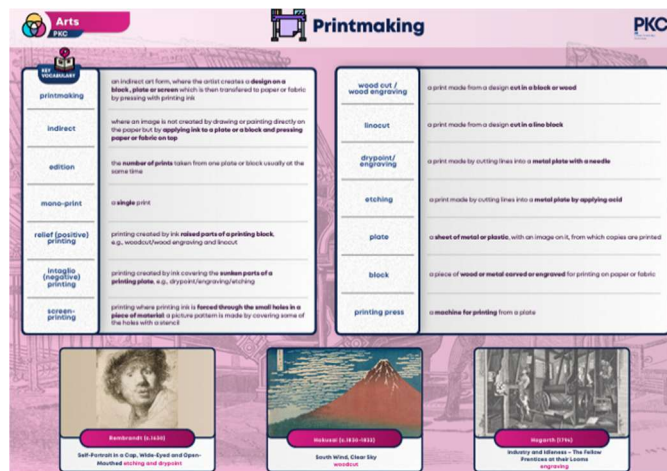 Arts
PKC
Printmaking
PKC
KEY
VOCABULARY
printmaking
an indirect art form, where the artist creates a design on a
block, plate or screen which is then transfered to paper or fabric
by pressing with printing ink
indirect
where an image is not created by drawing or painting directly on
the paper but by applying ink to a plate or a block and pressing
paper or fabric on top
edition
the number of prints taken from one plate or block usually at the
same time
mono-print
a single print
relief (positive)
printing
printing created by ink raised parts of a printing block,
e.g., woodcut/wood engraving and linocut
intaglio
(negative)
printing
printing created by ink covering the sunken parts of a
printing plate, e.g., drypoint/engraving/etching
screen-
printing
printing where printing ink is forced through the small holes in a
piece of material: a picture pattern is made by covering some of
the holes with a stencil
wood cut /
wood engraving
a print made from a design cut in a block or wood
linocut
a print made from a design cut in a lino block
drypoint/
engraving
a print made by cutting lines into a metal plate with a needle
etching
a print made by cutting lines into a metal plate by applying acid
plate
a sheet of metal or plastic, with an image on it, from which copies are printed
block
a piece of wood or metal carved or engraved for printing on paper or fabric
printing press
a machine for printing from a plate
Rembrandt (c.1630)
Self-Portrait in a Cap, Wide-Eyed and Open-
Mouthed etching and drypoint
Hokusai (c.1830-1832)
South Wind, Clear Sky
woodcut
Hogarth (1794)
Industry and Idleness – The Fellow
Prentices at their Looms
engraving